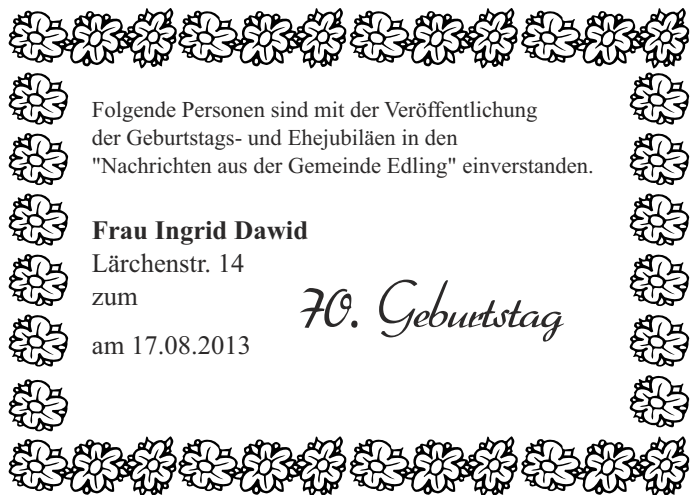 Folgende Personen sind mit der Veröffentlichung
der Geburtstags- und Ehejubiläen in den
"Nachrichten aus der Gemeinde Edling" einverstanden.
Frau Ingrid Dawid
Lärchenstr. 14
zum
70. Geburtstag
am 17.08.2013